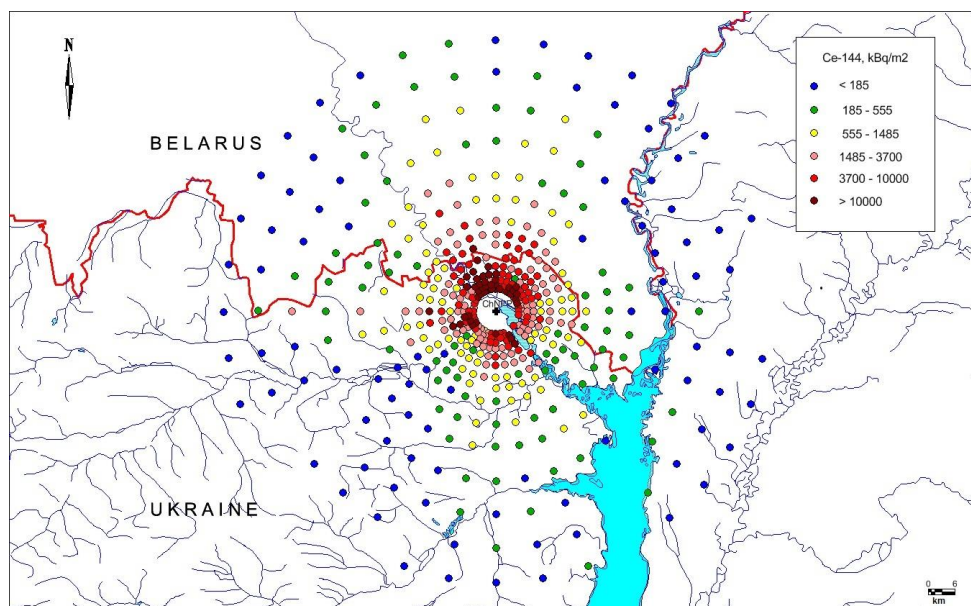 N
Ce-144, kBq/m2
< 185
185 - 555
555 - 1485
1485 - 3700
3700 - 10000
> 10000
BELARUS
ChNPP
UKRAINE
0 6
km